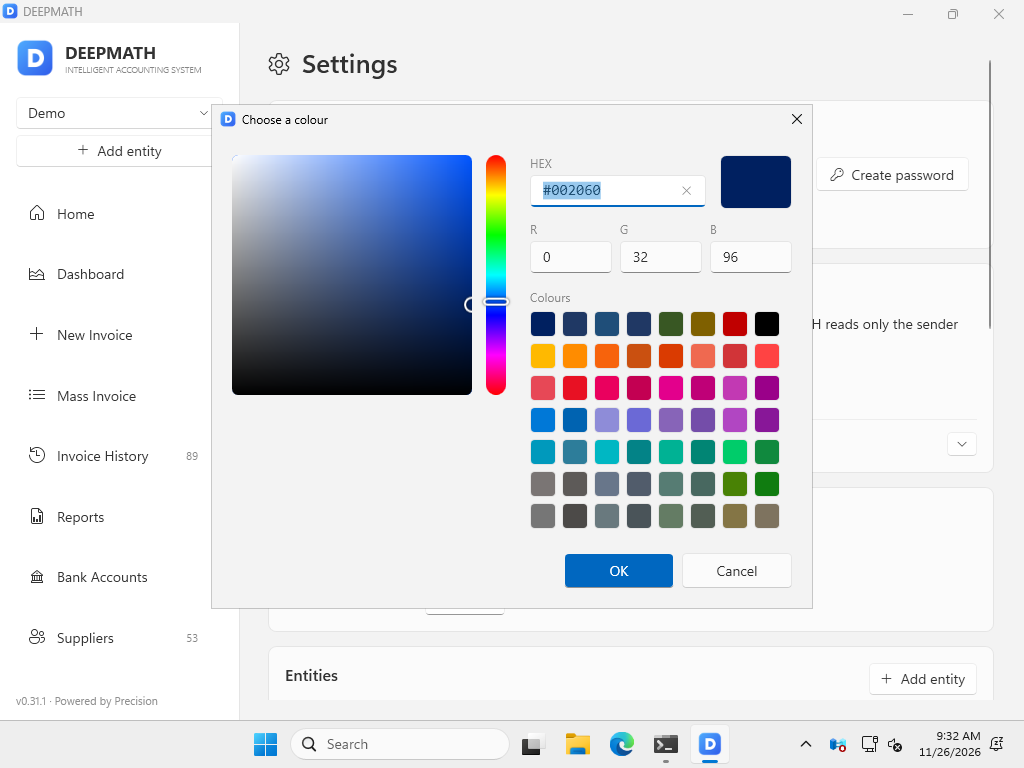 DEEPMATH
DEEPMATH
INTELLIGENT ACCOUNTING SYSTEM
Demo
Add entity
Home
Dashboard
New Invoice
Mass Invoice
Invoice History 89
Reports
Bank Accounts
Suppliers 53
v0.31.1 · Powered by Precision
Settings
Create password
H reads only the sender
Entities
Add entity
Choose a colour
HEX
#002060
R G B
0 32 96
Colours
OK Cancel
Search
9:32 AM
11/26/2026